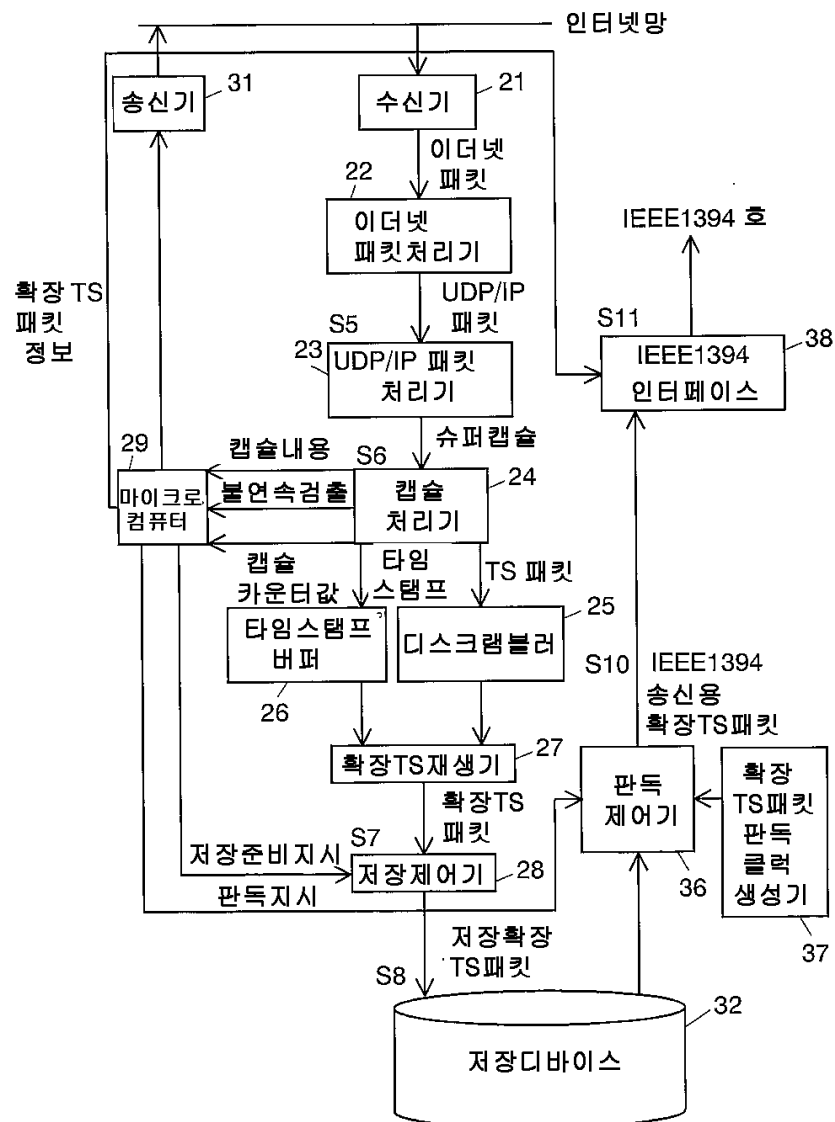 인터넷망
31
송신기
21
수신기
이더넷
패킷
22
이더넷
패킷처리기
IEEE1394 호
확장 TS
패킷
정보
UDP/IP
패킷
S5
23
UDP/IP 패킷
처리기
S11
38
IEEE1394
인터페이스
슈퍼캡슐
29
캡슐내용
S6
24
마이크로
컴퓨터
불연속검출
캡슐
처리기
캡슐
카운터값
타임
스탬프
TS 패킷
25
타임스탬프
버퍼
디스크램블러
26
S10
IEEE1394
송신용
확장TS패킷
27
확장TS재생기
확장TS
패킷
판독
제어기
확장
TS패킷
판독
클럭
생성기
S7
저장준비지시
저장제어기
28
36
판독지시
37
저장확장
TS패킷
S8
32
저장디바이스